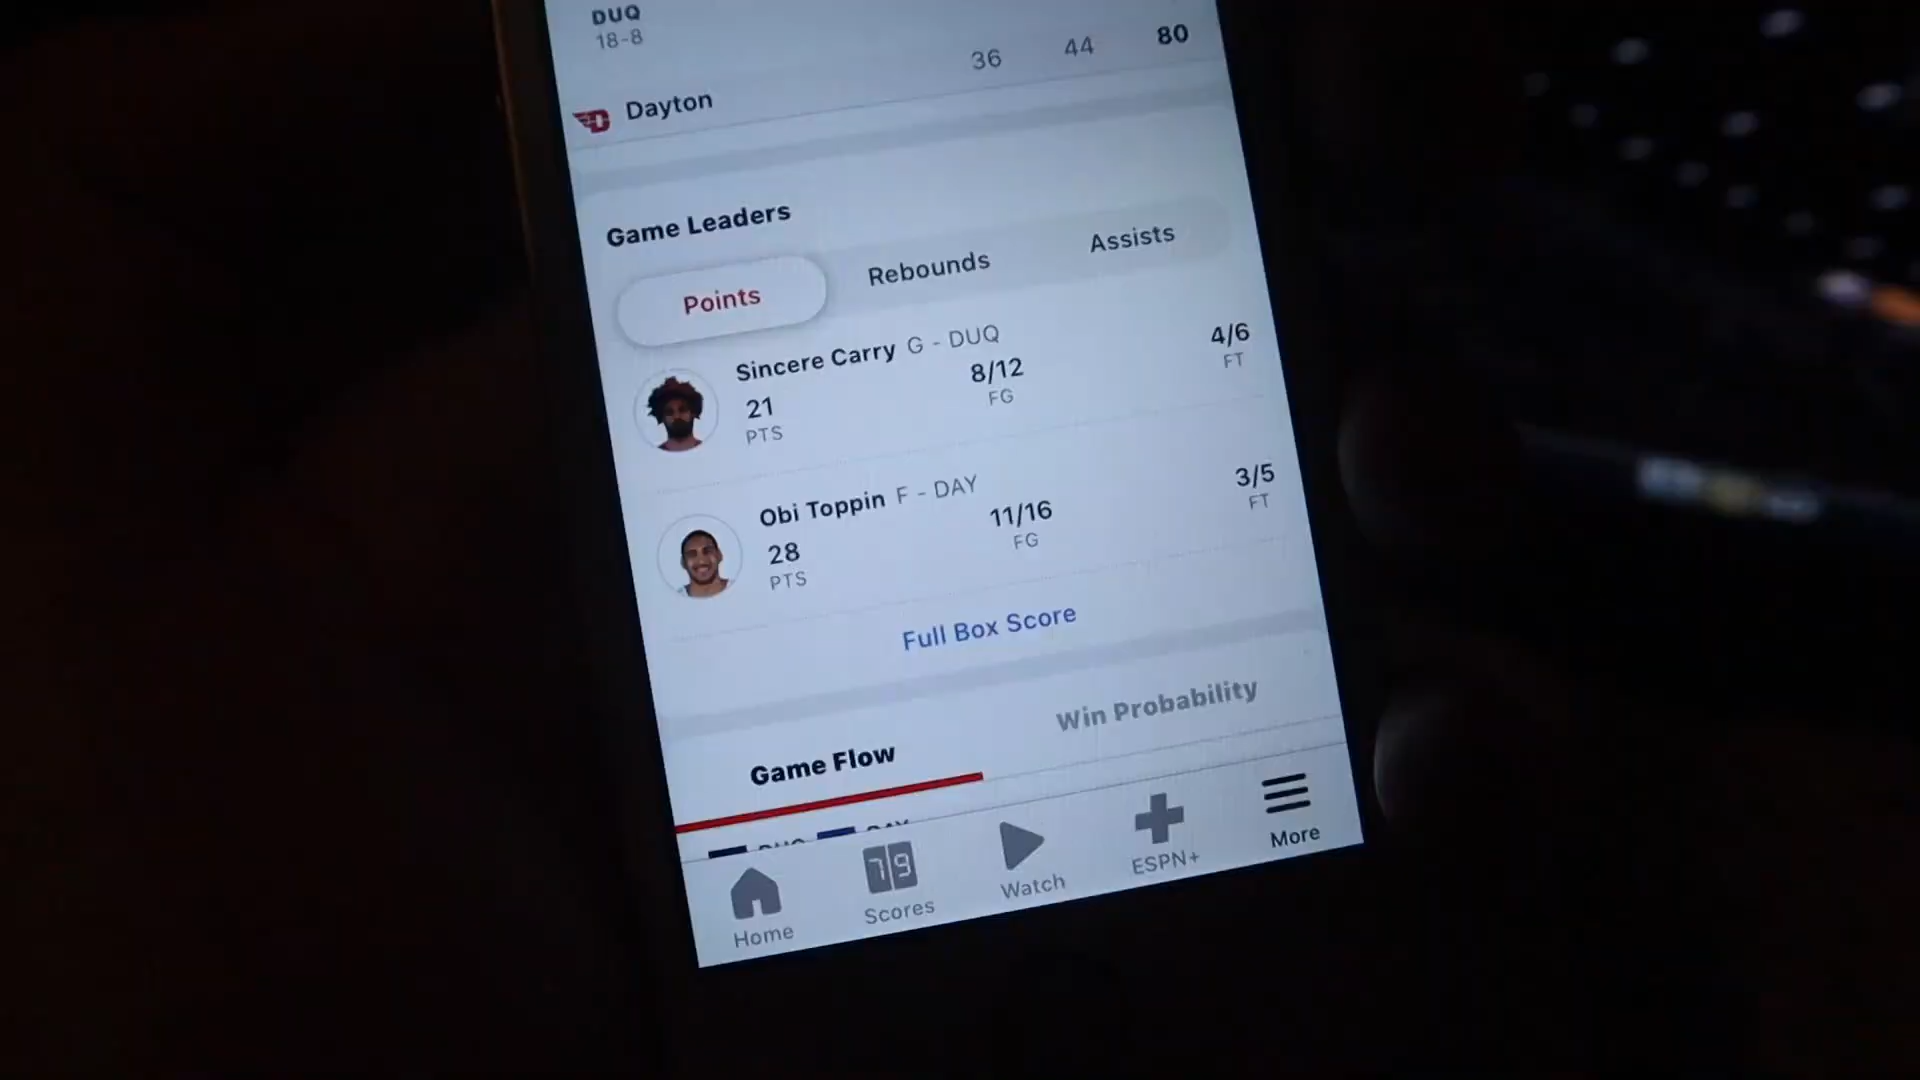 DUQ
18-8
Dayton 36 44 80
Game Leaders
Points Rebounds Assists
Sincere Carry G - DUQ
21 8/12 4/6
PTS FG FT
Obi Toppin F - DAY
28 11/16 3/5
PTS FG FT
Full Box Score
Game Flow Win Probability
Home Scores Watch ESPN+ More